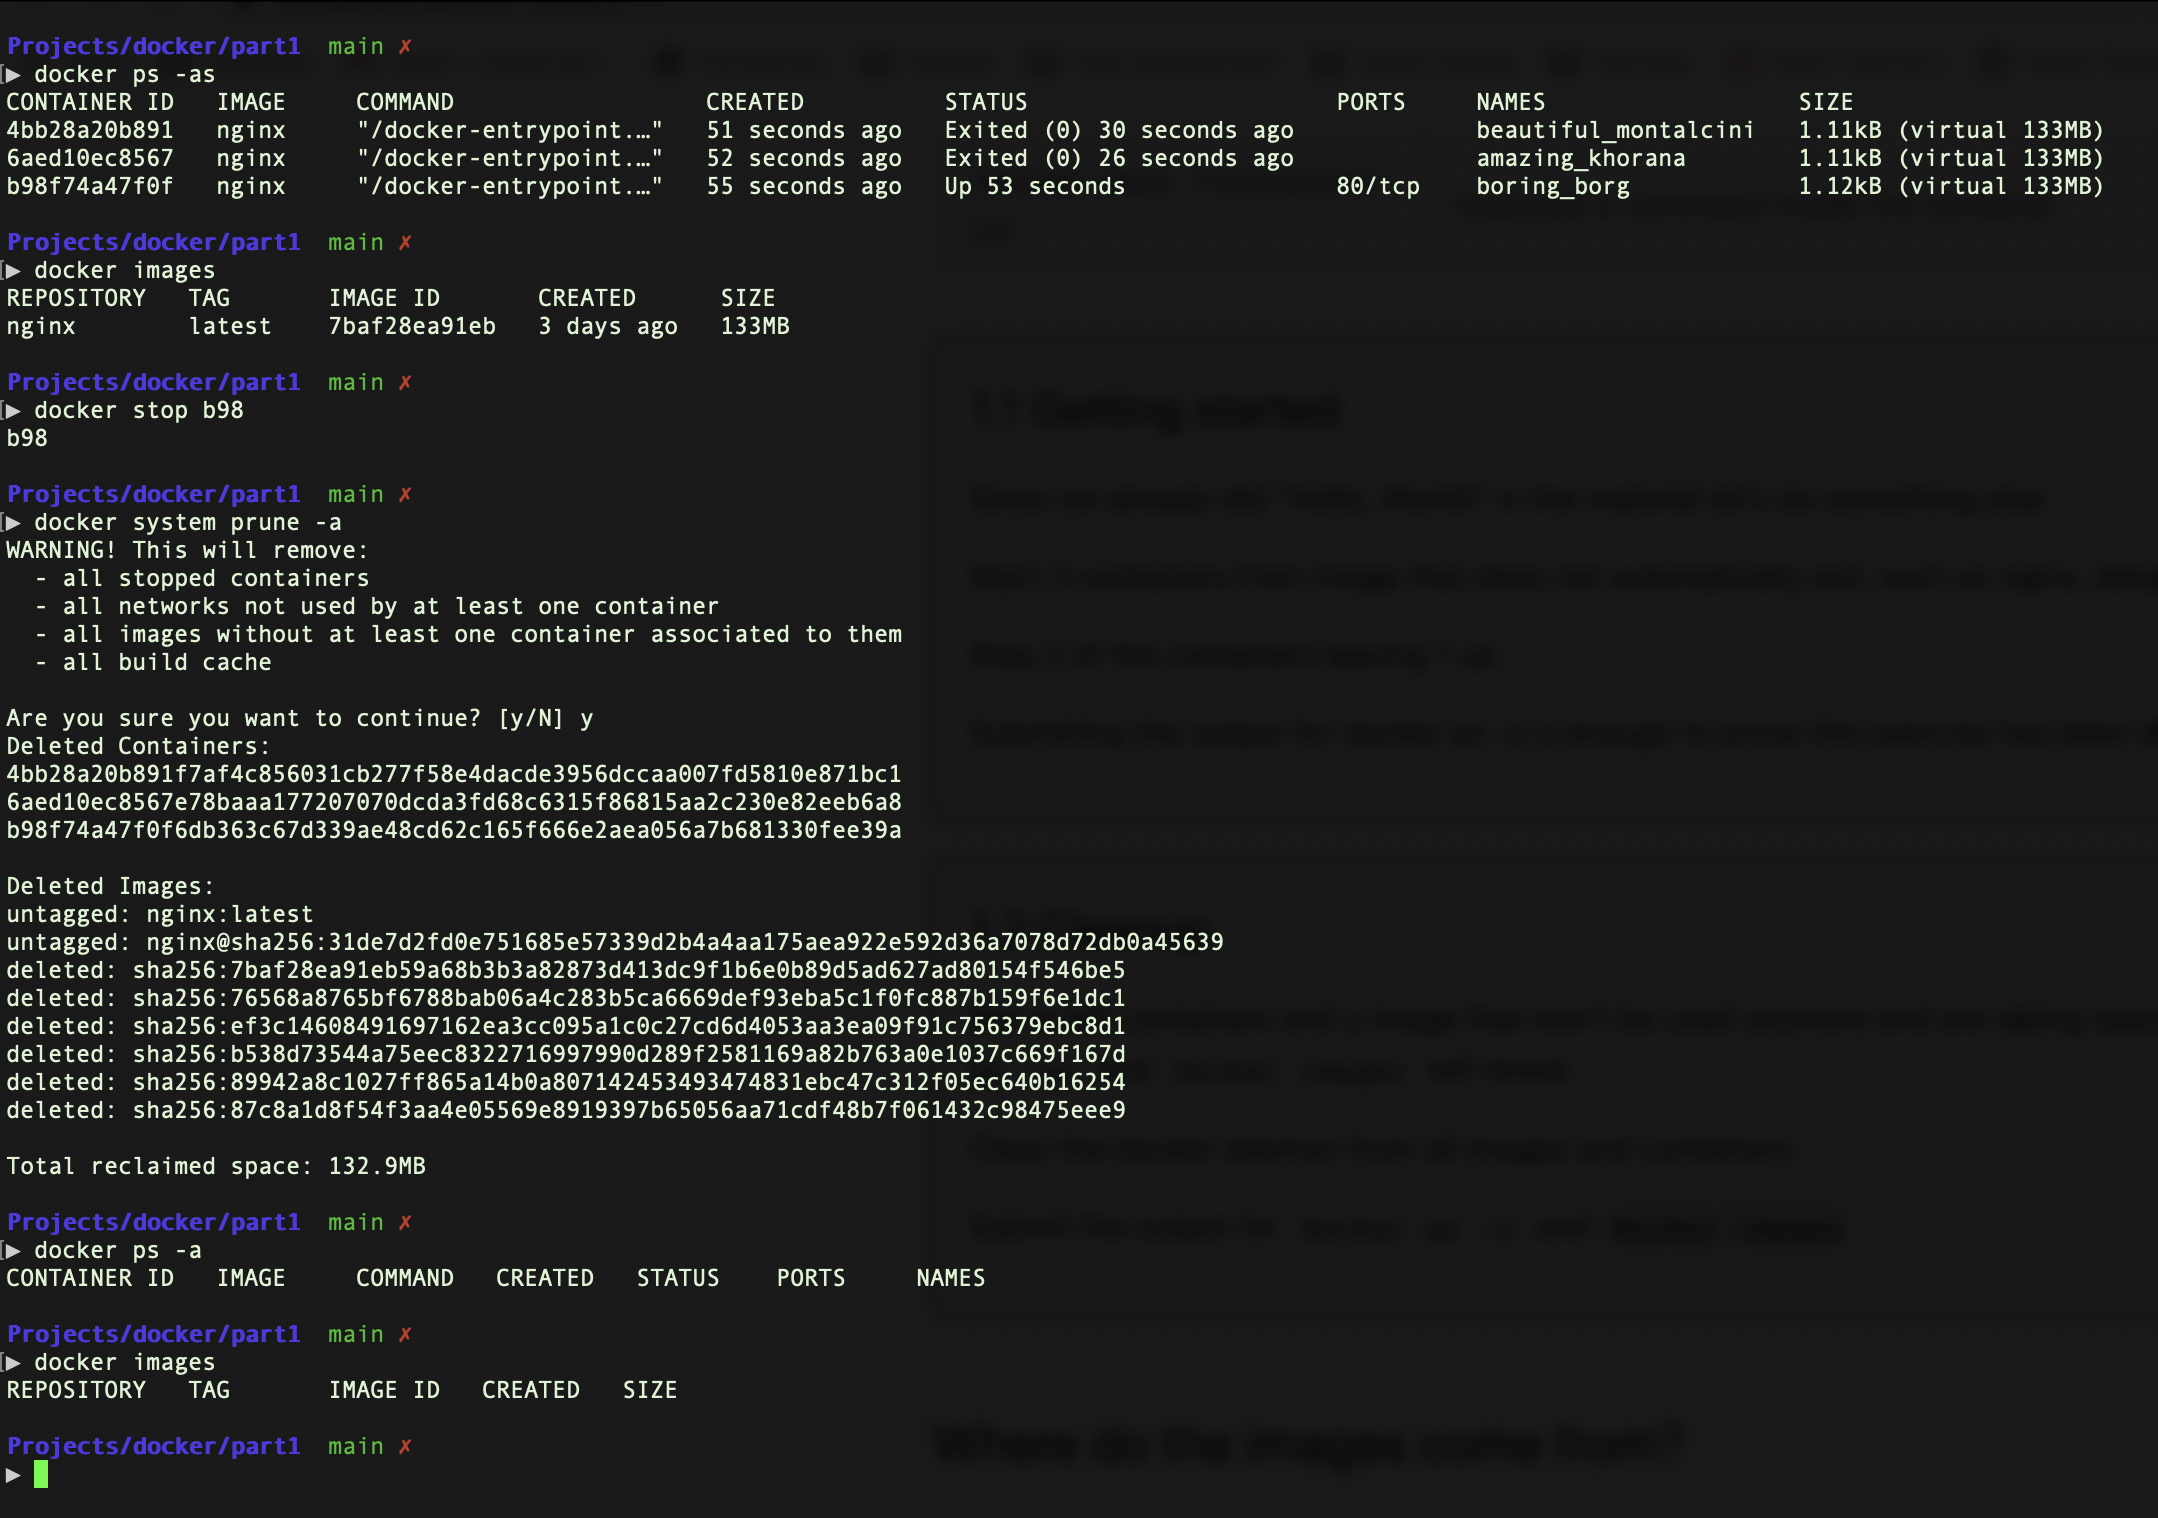 Projects/docker/part1 main ✗
▶ docker ps -as
CONTAINER ID IMAGE COMMAND CREATED STATUS PORTS NAMES SIZE
4bb28a20b891 nginx "/docker-entrypoint.…" 51 seconds ago Exited (0) 30 seconds ago beautiful_montalcini 1.11kB (virtual 133MB)
6aed10ec8567 nginx "/docker-entrypoint.…" 52 seconds ago Exited (0) 26 seconds ago amazing_khorana 1.11kB (virtual 133MB)
b98f74a47f0f nginx "/docker-entrypoint.…" 55 seconds ago Up 53 seconds 80/tcp boring_borg 1.12kB (virtual 133MB)
Projects/docker/part1 main ✗
▶ docker images
REPOSITORY TAG IMAGE ID CREATED SIZE
nginx latest 7baf28ea91eb 3 days ago 133MB
Projects/docker/part1 main ✗
▶ docker stop b98
b98
Projects/docker/part1 main ✗
▶ docker system prune -a
WARNING! This will remove:
- all stopped containers
- all networks not used by at least one container
- all images without at least one container associated to them
- all build cache
Are you sure you want to continue? [y/N] y
Deleted Containers:
4bb28a20b891f7af4c856031cb277f58e4dacde3956dccaa007fd5810e871bc1
6aed10ec8567e78baaa177207070dcda3fd68c6315f86815aa2c230e82eeb6a8
b98f74a47f0f6db363c67d339ae48cd62c165f666e2aea056a7b681330fee39a
Deleted Images:
untagged: nginx:latest
untagged: nginx@sha256:31de7d2fd0e751685e57339d2b4a4aa175aea922e592d36a7078d72db0a45639
deleted: sha256:7baf28ea91eb59a68b3b3a82873d413dc9f1b6e0b89d5ad627ad80154f546be5
deleted: sha256:76568a8765bf6788bab06a4c283b5ca6669def93eba5c1f0fc887b159f6e1dc1
deleted: sha256:ef3c14608491697162ea3cc095a1c0c27cd6d4053aa3ea09f91c756379ebc8d1
deleted: sha256:b538d73544a75eec8322716997990d289f2581169a82b763a0e1037c669f167d
deleted: sha256:89942a8c1027ff865a14b0a807142453493474831ebc47c312f05ec640b16254
deleted: sha256:87c8a1d8f54f3aa4e05569e8919397b65056aa71cdf48b7f061432c98475eee9
Total reclaimed space: 132.9MB
Projects/docker/part1 main ✗
▶ docker ps -a
CONTAINER ID IMAGE COMMAND CREATED STATUS PORTS NAMES
Projects/docker/part1 main ✗
▶ docker images
REPOSITORY TAG IMAGE ID CREATED SIZE
Projects/docker/part1 main ✗
▶
1.1 Getting started
Where do the images come from?